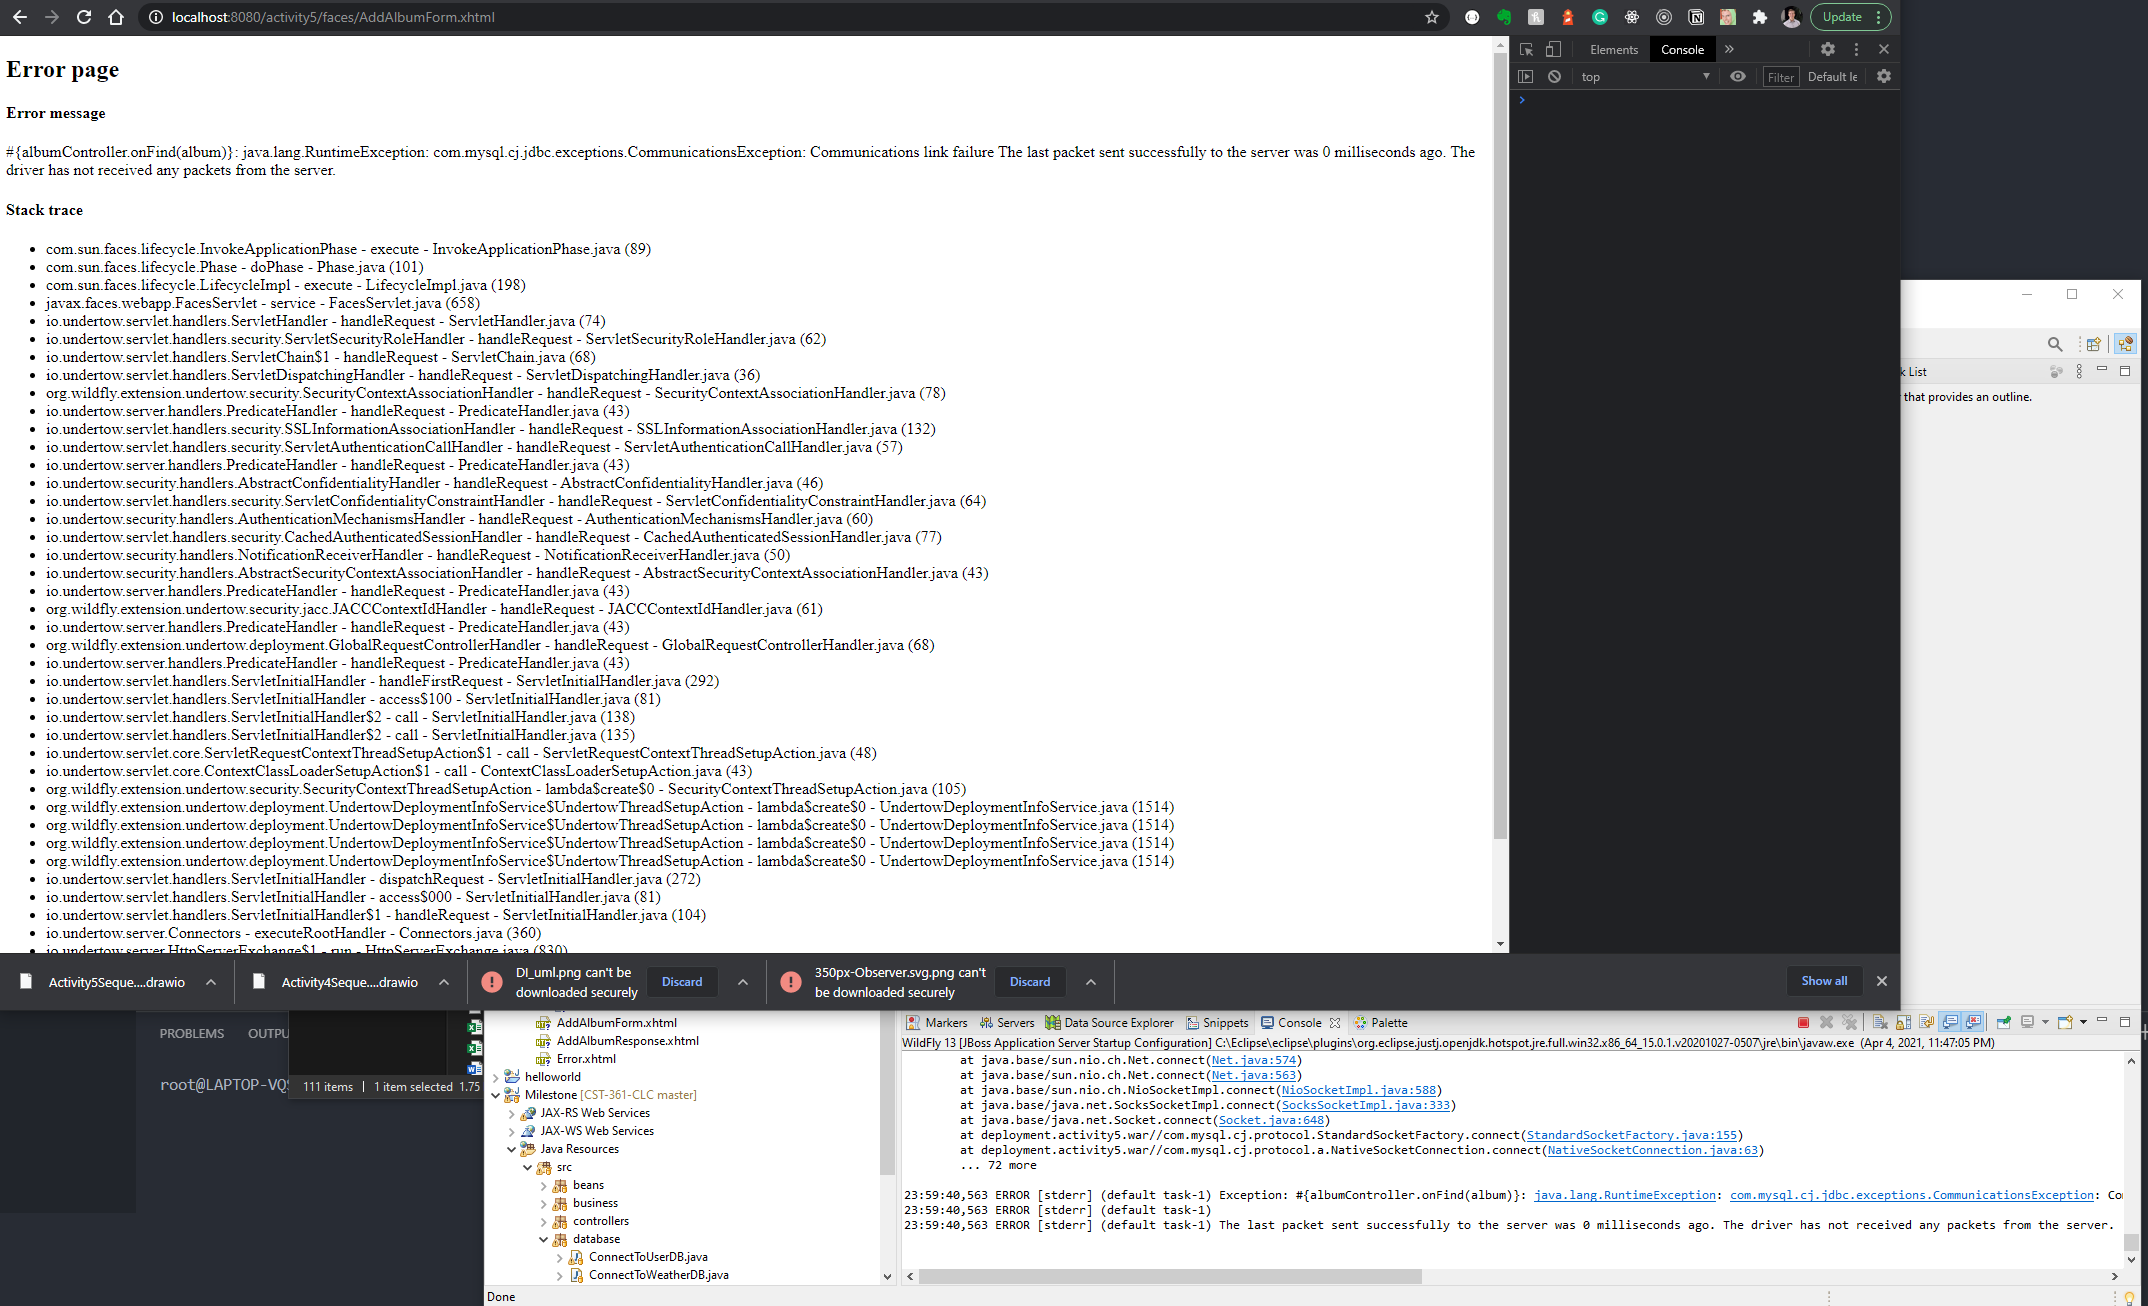 localhost:8080/activity5/faces/AddAlbumForm.xhtml
Update
Error page
Error message
#{albumController.onFind(album)}: java.lang.RuntimeException: com.mysql.cj.jdbc.exceptions.CommunicationsException: Communications link failure The last packet sent successfully to the server was 0 milliseconds ago. The
driver has not received any packets from the server.
Stack trace
com.sun.faces.lifecycle.InvokeApplicationPhase - execute - InvokeApplicationPhase.java (89)
com.sun.faces.lifecycle.Phase - doPhase - Phase.java (101)
com.sun.faces.lifecycle.LifecycleImpl - execute - LifecycleImpl.java (198)
javax.faces.webapp.FacesServlet - service - FacesServlet.java (658)
io.undertow.servlet.handlers.ServletHandler - handleRequest - ServletHandler.java (74)
io.undertow.servlet.handlers.security.ServletSecurityRoleHandler - handleRequest - ServletSecurityRoleHandler.java (62)
io.undertow.servlet.handlers.ServletChain$1 - handleRequest - ServletChain.java (68)
io.undertow.servlet.handlers.ServletDispatchingHandler - handleRequest - ServletDispatchingHandler.java (36)
org.wildfly.extension.undertow.security.SecurityContextAssociationHandler - handleRequest - SecurityContextAssociationHandler.java (78)
io.undertow.server.handlers.PredicateHandler - handleRequest - PredicateHandler.java (43)
io.undertow.servlet.handlers.security.SSLInformationAssociationHandler - handleRequest - SSLInformationAssociationHandler.java (132)
io.undertow.servlet.handlers.security.ServletAuthenticationCallHandler - handleRequest - ServletAuthenticationCallHandler.java (57)
io.undertow.server.handlers.PredicateHandler - handleRequest - PredicateHandler.java (43)
io.undertow.security.handlers.AbstractConfidentialityHandler - handleRequest - AbstractConfidentialityHandler.java (46)
io.undertow.servlet.handlers.security.ServletConfidentialityConstraintHandler - handleRequest - ServletConfidentialityConstraintHandler.java (64)
io.undertow.security.handlers.AuthenticationMechanismsHandler - handleRequest - AuthenticationMechanismsHandler.java (60)
io.undertow.servlet.handlers.security.CachedAuthenticatedSessionHandler - handleRequest - CachedAuthenticatedSessionHandler.java (77)
io.undertow.security.handlers.NotificationReceiverHandler - handleRequest - NotificationReceiverHandler.java (50)
io.undertow.security.handlers.AbstractSecurityContextAssociationHandler - handleRequest - AbstractSecurityContextAssociationHandler.java (43)
io.undertow.server.handlers.PredicateHandler - handleRequest - PredicateHandler.java (43)
org.wildfly.extension.undertow.security.jacc.JACCContextIdHandler - handleRequest - JACCContextIdHandler.java (61)
io.undertow.server.handlers.PredicateHandler - handleRequest - PredicateHandler.java (43)
org.wildfly.extension.undertow.deployment.GlobalRequestControllerHandler - handleRequest - GlobalRequestControllerHandler.java (68)
io.undertow.server.handlers.PredicateHandler - handleRequest - PredicateHandler.java (43)
io.undertow.servlet.handlers.ServletInitialHandler - handleFirstRequest - ServletInitialHandler.java (292)
io.undertow.servlet.handlers.ServletInitialHandler - access$100 - ServletInitialHandler.java (81)
io.undertow.servlet.handlers.ServletInitialHandler$2 - call - ServletInitialHandler.java (138)
io.undertow.servlet.handlers.ServletInitialHandler$2 - call - ServletInitialHandler.java (135)
io.undertow.servlet.core.ServletRequestContextThreadSetupAction$1 - call - ServletRequestContextThreadSetupAction.java (48)
io.undertow.servlet.core.ContextClassLoaderSetupAction$1 - call - ContextClassLoaderSetupAction.java (43)
org.wildfly.extension.undertow.security.SecurityContextThreadSetupAction - lambda$create$0 - SecurityContextThreadSetupAction.java (105)
org.wildfly.extension.undertow.deployment.UndertowDeploymentInfoService$UndertowThreadSetupAction - lambda$create$0 - UndertowDeploymentInfoService.java (1514)
org.wildfly.extension.undertow.deployment.UndertowDeploymentInfoService$UndertowThreadSetupAction - lambda$create$0 - UndertowDeploymentInfoService.java (1514)
org.wildfly.extension.undertow.deployment.UndertowDeploymentInfoService$UndertowThreadSetupAction - lambda$create$0 - UndertowDeploymentInfoService.java (1514)
org.wildfly.extension.undertow.deployment.UndertowDeploymentInfoService$UndertowThreadSetupAction - lambda$create$0 - UndertowDeploymentInfoService.java (1514)
io.undertow.servlet.handlers.ServletInitialHandler - dispatchRequest - ServletInitialHandler.java (272)
io.undertow.servlet.handlers.ServletInitialHandler - access$000 - ServletInitialHandler.java (81)
io.undertow.servlet.handlers.ServletInitialHandler$1 - handleRequest - ServletInitialHandler.java (104)
io.undertow.server.Connectors - executeRootHandler - Connectors.java (360)
io.undertow.server.HttpServerExchange$1 - run - HttpServerExchange.java (830)
Elements Console »
top Filter Default le
k List
that provides an outline.
Activity5Seque....drawio
Activity4Seque....drawio
DI_uml.png can't be
downloaded securely
Discard
350px-Observer.svg.png can't
be downloaded securely
Discard
Show all
PROBLEMS OUTPU
root@LAPTOP-VQS
111 items 1 item selected 1.75
AddAlbumForm.xhtml
AddAlbumResponse.xhtml
Error.xhtml
helloworld
Milestone [CST-361-CLC master]
JAX-RS Web Services
JAX-WS Web Services
Java Resources
src
beans
business
controllers
database
ConnectToUserDB.java
ConnectToWeatherDB.java
Done
Markers Servers Data Source Explorer Snippets Console Palette
WildFly 13 [JBoss Application Server Startup Configuration] C:\Eclipse\eclipse\plugins\org.eclipse.justj.openjdk.hotspot.jre.full.win32.x86_64_15.0.1.v20201027-0507\jre\bin\javaw.exe (Apr 4, 2021, 11:47:05 PM)
at java.base/sun.nio.ch.Net.connect(Net.java:574)
at java.base/sun.nio.ch.Net.connect(Net.java:563)
at java.base/sun.nio.ch.NioSocketImpl.connect(NioSocketImpl.java:588)
at java.base/java.net.SocksSocketImpl.connect(SocksSocketImpl.java:333)
at java.base/java.net.Socket.connect(Socket.java:648)
at deployment.activity5.war//com.mysql.cj.protocol.StandardSocketFactory.connect(StandardSocketFactory.java:155)
at deployment.activity5.war//com.mysql.cj.protocol.a.NativeSocketConnection.connect(NativeSocketConnection.java:63)
... 72 more
23:59:40,563 ERROR [stderr] (default task-1) Exception: #{albumController.onFind(album)}: java.lang.RuntimeException: com.mysql.cj.jdbc.exceptions.CommunicationsException: Co
23:59:40,563 ERROR [stderr] (default task-1)
23:59:40,563 ERROR [stderr] (default task-1) The last packet sent successfully to the server was 0 milliseconds ago. The driver has not received any packets from the server.